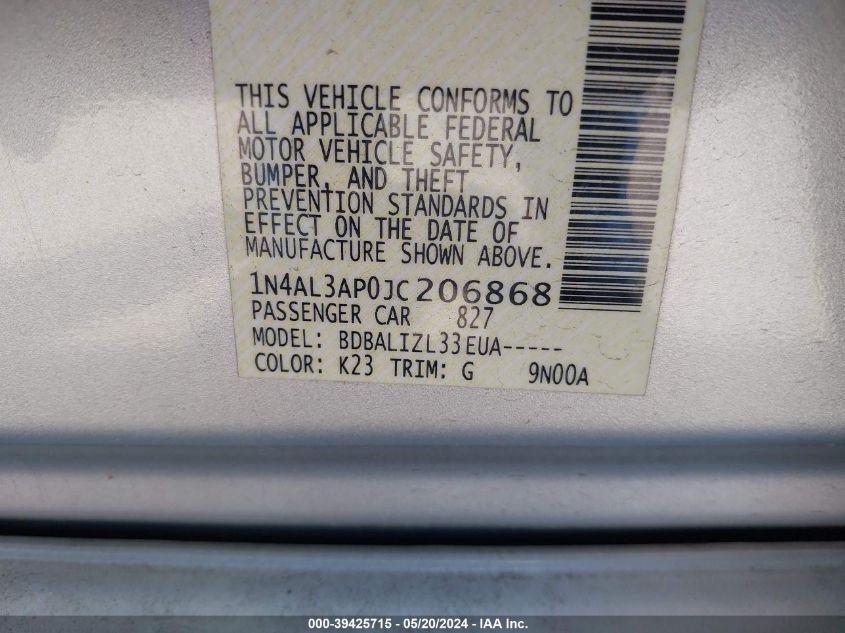 THIS VEHICLE CONFORMS TO
ALL APPLICABLE FEDERAL
MOTOR VEHICLE SAFETY,
BUMPER, AND THEFT
PREVENTION STANDARDS IN
EFFECT ON THE DATE OF
MANUFACTURE SHOWN ABOVE.
1N4AL3AP0JC206868
PASSENGER CAR 827
MODEL: BDBALIZL33EUA-----
COLOR: K23 TRIM: G 9N00A
000-39425715 - 05/20/2024 - IAA Inc.